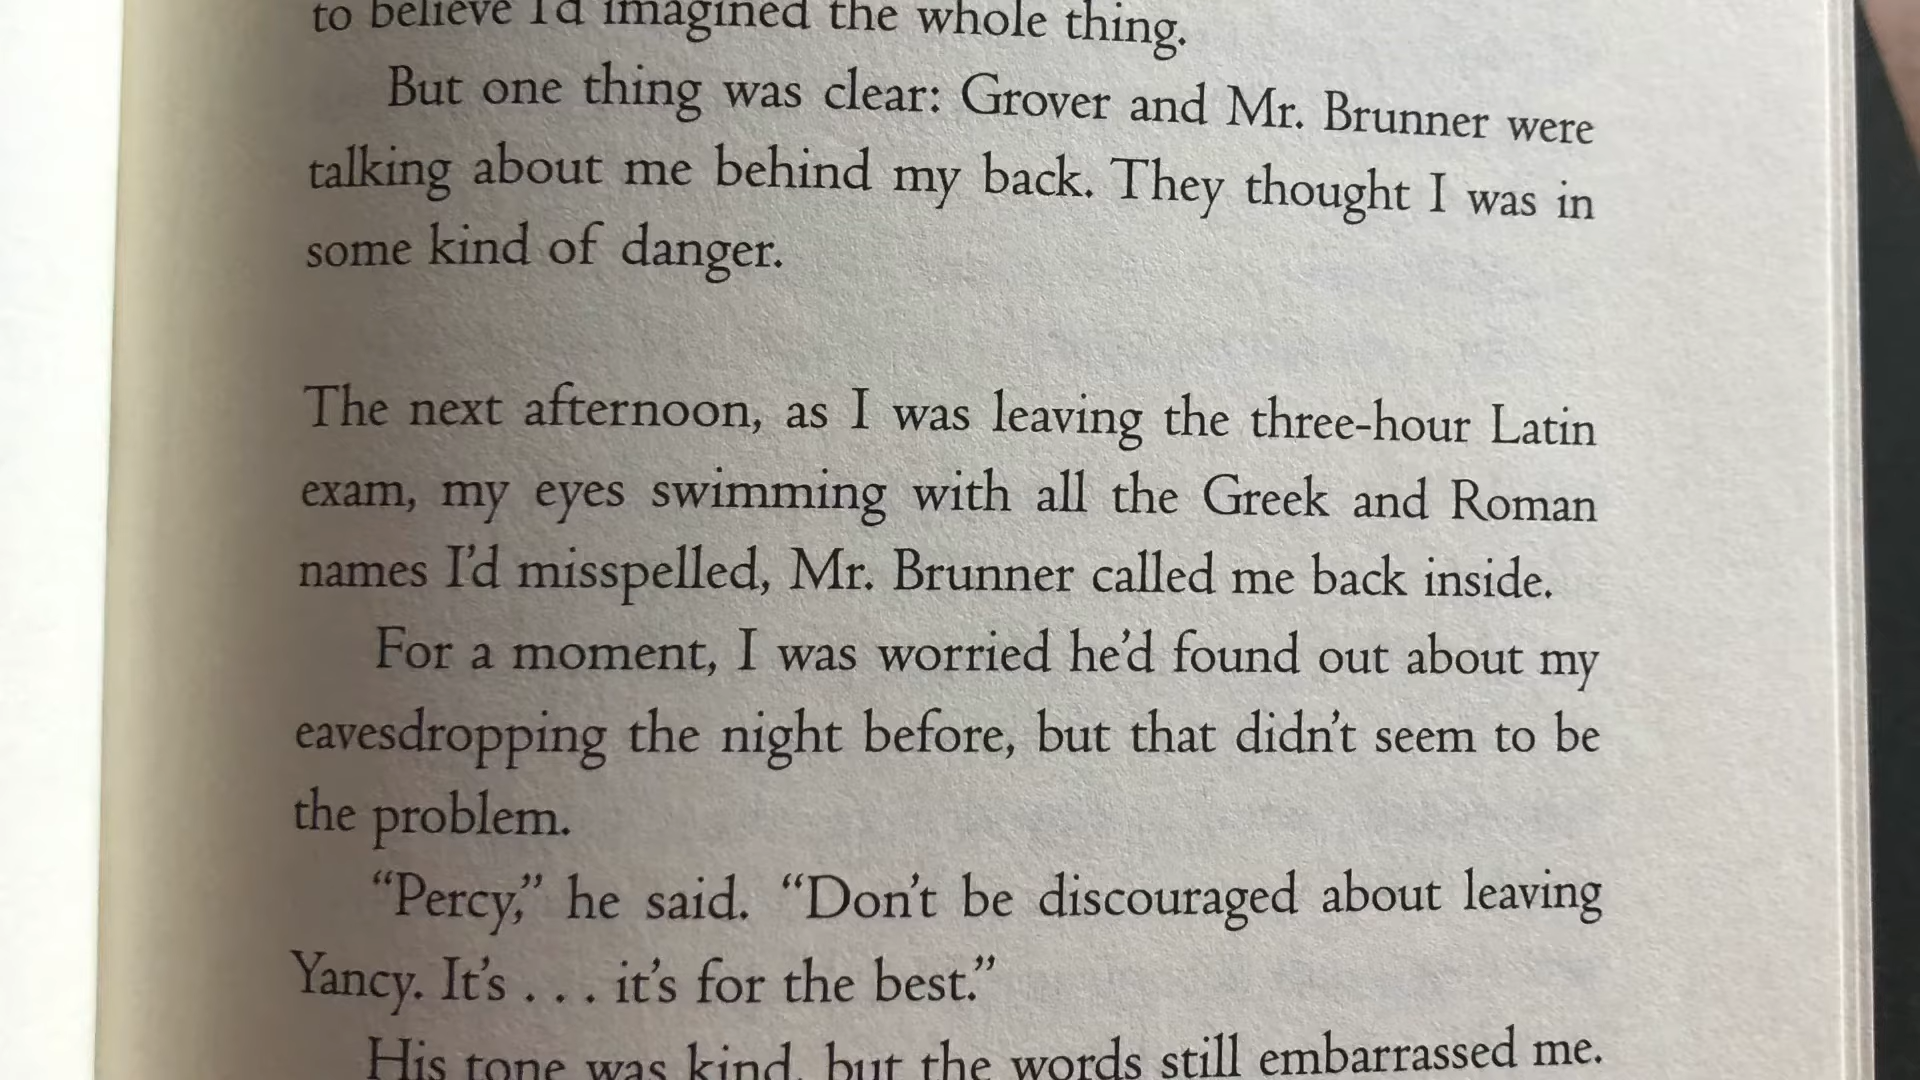 to believe I'd imagined the whole thing.
But one thing was clear: Grover and Mr. Brunner were
talking about me behind my back. They thought I was in
some kind of danger.
The next afternoon, as I was leaving the three-hour Latin
exam, my eyes swimming with all the Greek and Roman
names I'd misspelled, Mr. Brunner called me back inside.
For a moment, I was worried he'd found out about my
eavesdropping the night before, but that didn't seem to be
the problem.
“Percy,” he said. “Don't be discouraged about leaving
Yancy. It's . . . it's for the best.”
His tone was kind, but the words still embarrassed me.